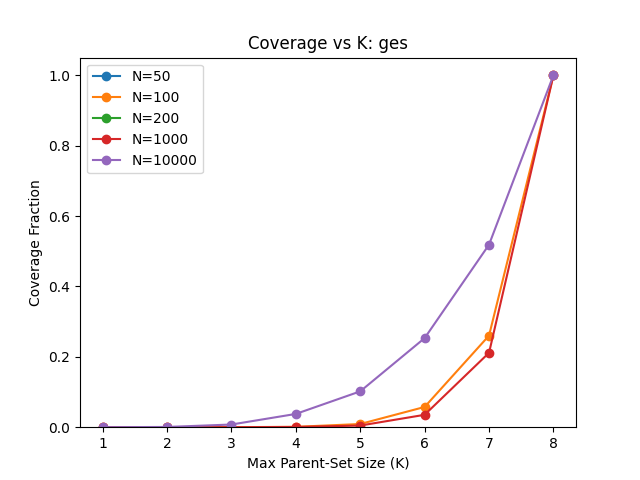 Coverage vs K: ges
N=50
N=100
N=200
N=1000
N=10000
Coverage Fraction
1.0
0.8
0.6
0.4
0.2
0.0
1 2 3 4 5 6 7 8
Max Parent-Set Size (K)